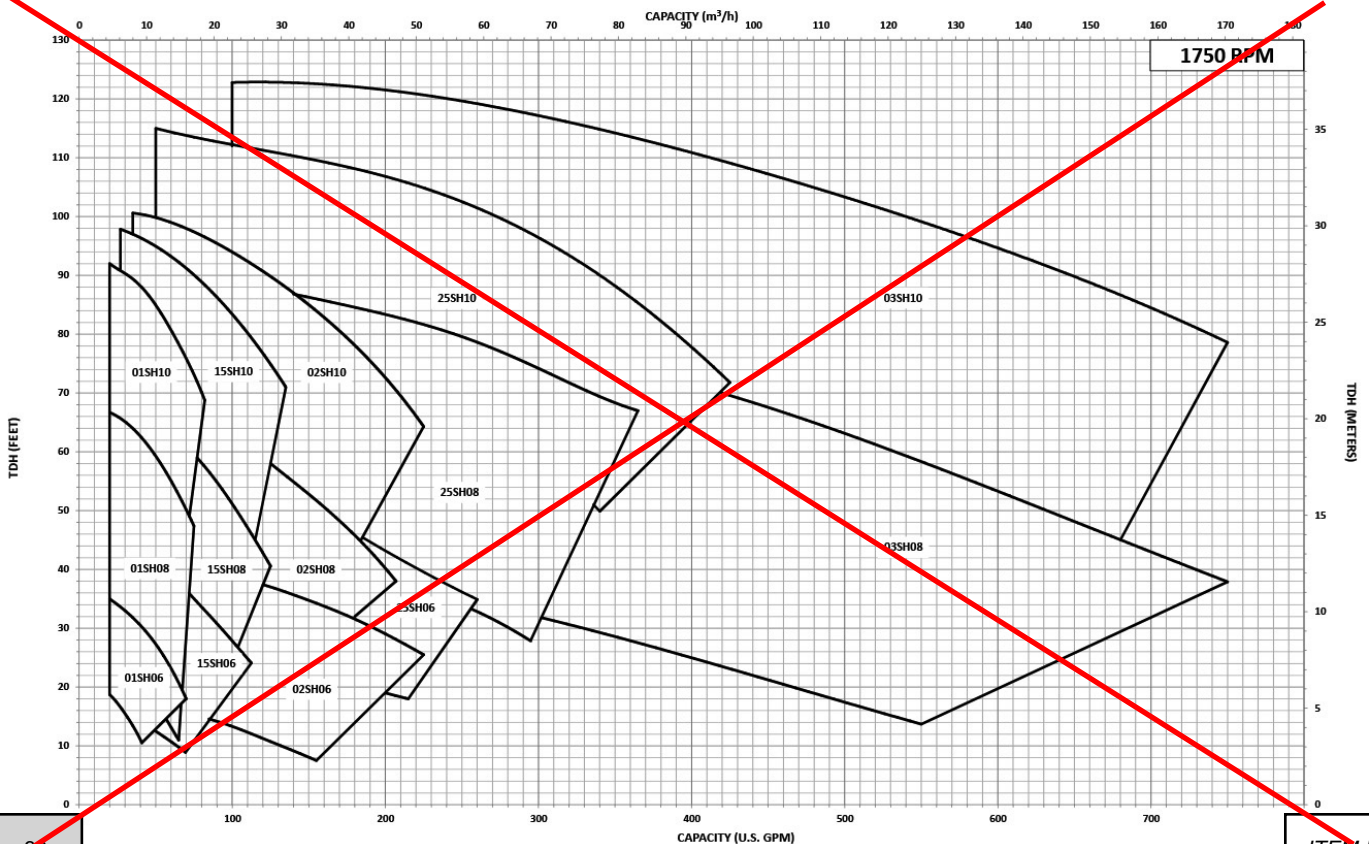 CAPACITY (m³/h)
0 10 20 30 40 50 60 70 80 90 100 110 120 130 140 150 160 170 180
130
1750 RPM
120
35
110
100
30
90
25SH10
03SH10
80
25
01SH10
15SH10
02SH10
70
20
TDH (FEET)
TDH (METERS)
60
25SH08
50
15
03SH08
01SH08
15SH08
02SH08
40
25SH06
10
30
15SH06
01SH06
02SH06
20
5
10
0
0
100 200 300 400 500 600 700
CAPACITY (U.S. GPM)
ITEM